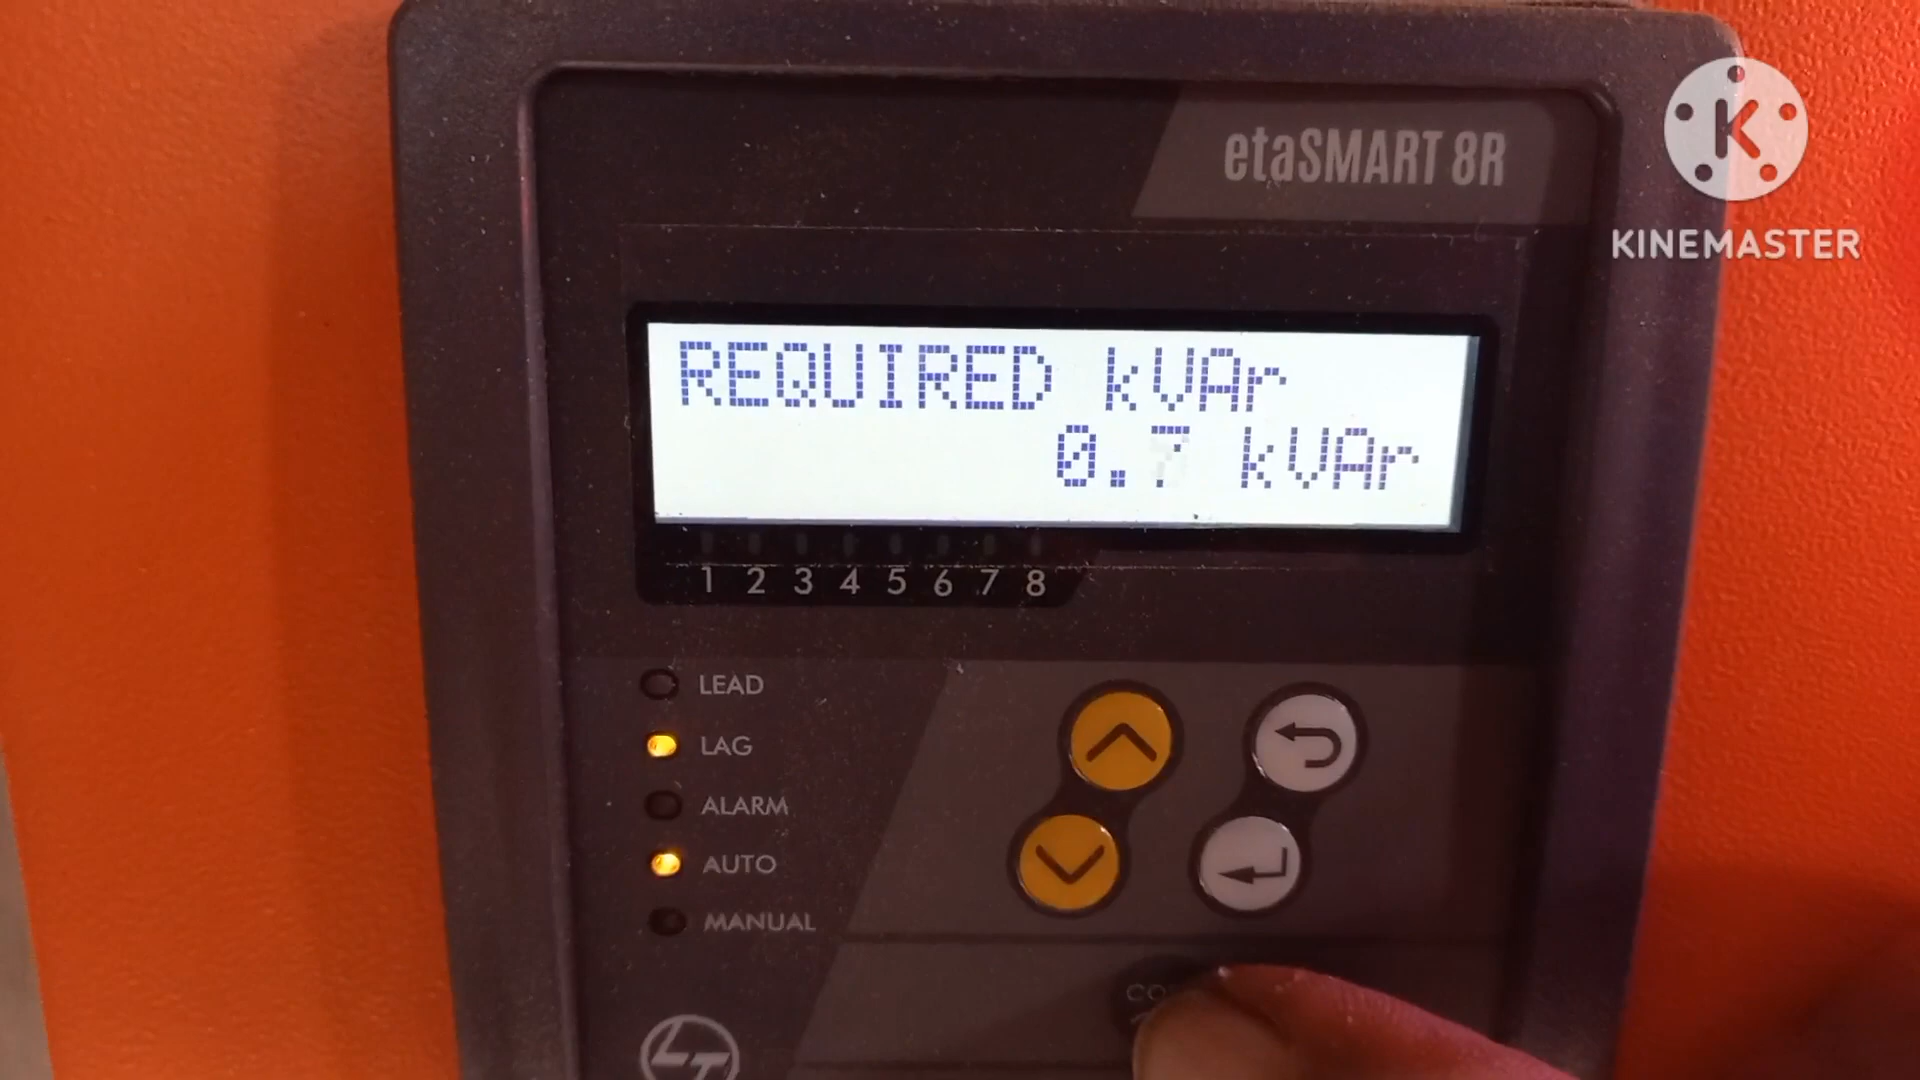 etaSMART 8R
KINEMASTER
REQUIRED kVAr
0.7 kVAr
1 2 3 4 5 6 7 8
LEAD
LAG
ALARM
AUTO
MANUAL